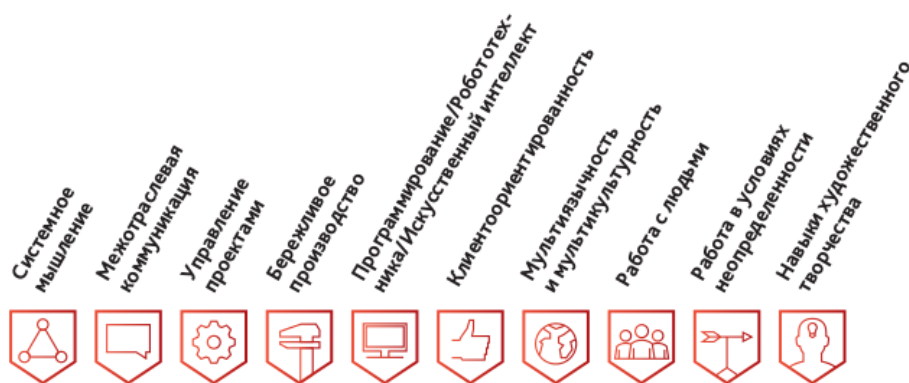 Системное
мышление
Межотраслевая
коммуникация
Управление
проектами
Бережливое
производство
Программирование/Робототех-
ника//Искусственный интеллект
Клиентоориентированность
Мультиязычность
и мультикультурность
Работа с людьми
Работа в условиях
неопределенности
Навыки художественного
творчества